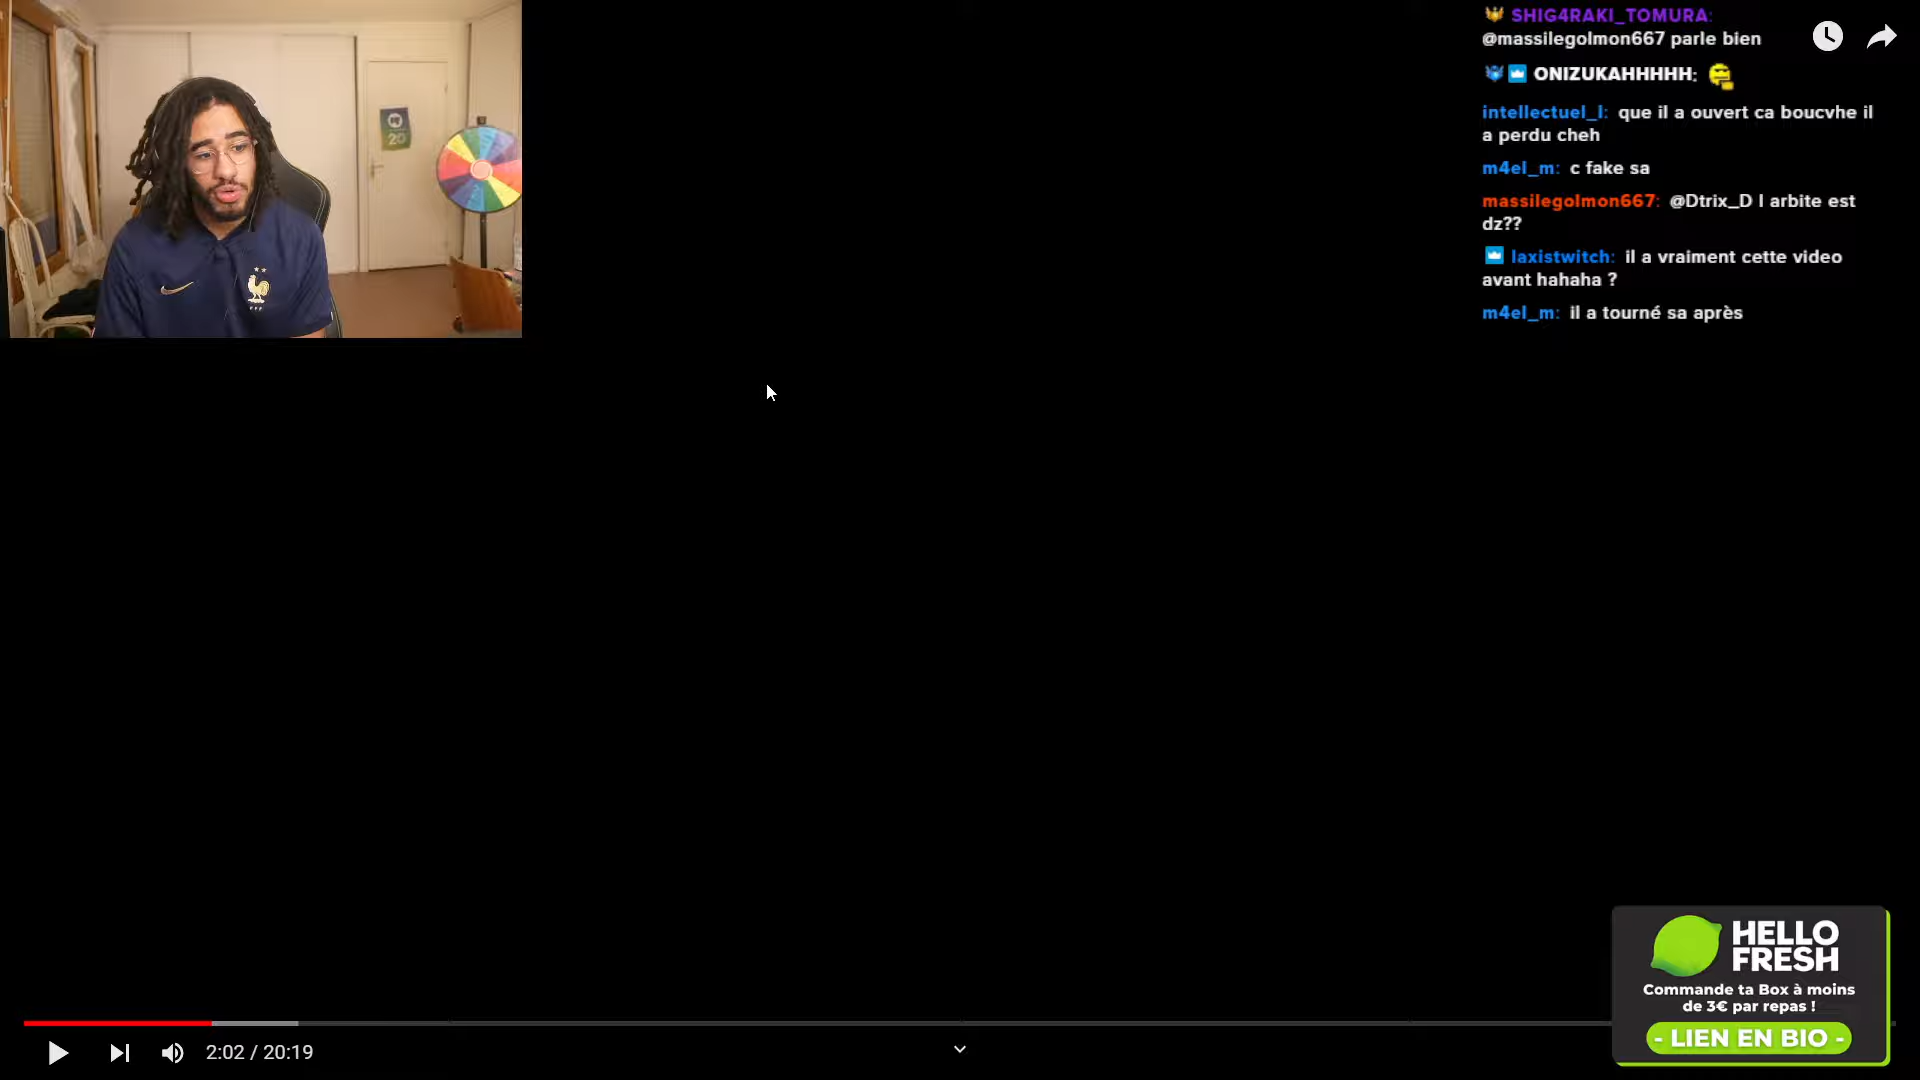 SHIG4RAKI_TOMURA:
@massilegolmon667 parle bien
ONIZUKAHHHHH:
intellectuel_l: que il a ouvert ca boucvhe il
a perdu cheh
m4el_m: c fake sa
massilegolmon667: @Dtrix_D l arbite est
dz??
laxistwitch: il a vraiment cette video
avant hahaha ?
m4el_m: il a tourné sa après
20
HELLO
FRESH
Commande ta Box à moins
de 3€ par repas !
- LIEN EN BIO -
2:02 / 20:19